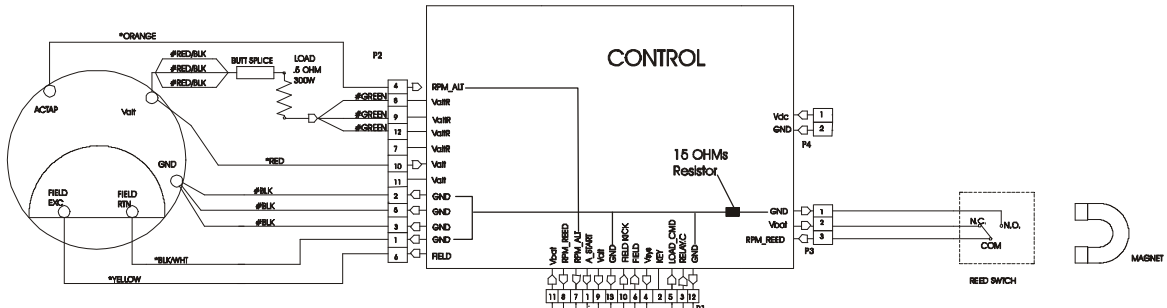 *ORANGE
#RED/BLK
#RED/BLK
#RED/BLK
BUTT SPLICE
LOAD
.5 OHM
300W
P2
CONTROL
ACTAP
Valt
GND
FIELD
EXC
FIELD
RTN
#GREEN
#GREEN
#GREEN
*RED
#BLK
#BLK
#BLK
*BLK/WHT
*YELLOW
4 RPM_ALT
8 ValtR
9 ValtR
12 ValtR
7 ValtR
10 Valt
11 Valt
2 GND
5 GND
3 GND
1 GND
6 FIELD
Vdc 1
GND 2
P4
15 OHMs
Resistor
GND 1
Vbat 2
RPM_REED 3
P3
N.C.
N.O.
COM
REED SWITCH
MAGNET
Vbat
RPM_REED
RPM_ALT
A_START
Valt
GND
FIELD KICK
FIELD
Vsys
KEY
LOAD_CMD
RELAY.C
GND
11 8 7 1 9 13 10 6 4 2 5 3 12